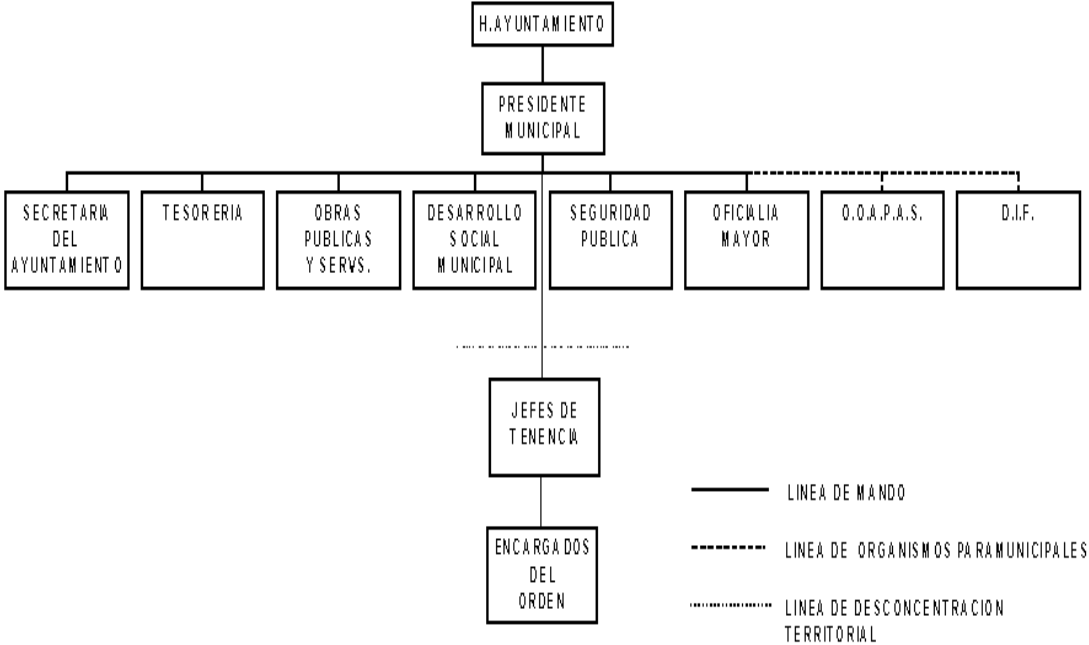 H.AYUNTAMIENTO
PRESIDENTE
MUNICIPAL
SECRETARIA
DEL
AYUNTAMIENTO
TESORERIA
OBRAS
PUBLICAS
Y SERVS.
DESARROLLO
SOCIAL
MUNICIPAL
SEGURIDAD
PUBLICA
OFICIALIA
MAYOR
O.O.A.P.A.S.
D.I.F.
JEFES DE
TENENCIA
ENCARGADOS
DEL
ORDEN
LINEA DE MANDO
LINEA DE ORGANISMOS PARAMUNICIPALES
LINEA DE DESCONCENTRACION
TERRITORIAL